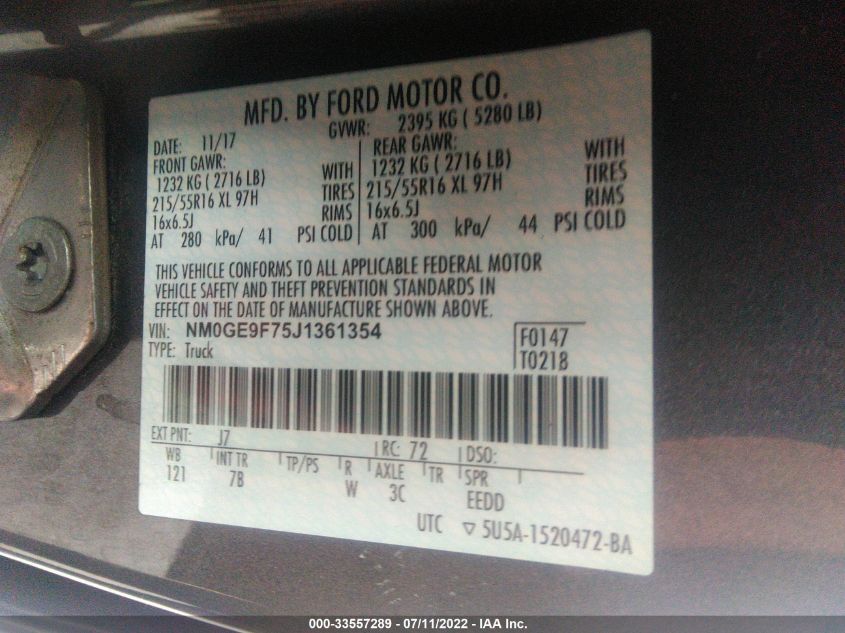 MFD. BY FORD MOTOR CO.
DATE: 11/17 GVWR: 2395 KG ( 5280 LB)
FRONT GAWR: REAR GAWR:
1232 KG ( 2716 LB) WITH 1232 KG ( 2716 LB) WITH
215/55R16 XL 97H TIRES 215/55R16 XL 97H TIRES
16x6.5J RIMS 16x6.5J RIMS
AT 280 kPa/ 41 PSI COLD AT 300 kPa/ 44 PSI COLD
THIS VEHICLE CONFORMS TO ALL APPLICABLE FEDERAL MOTOR
VEHICLE SAFETY AND THEFT PREVENTION STANDARDS IN
EFFECT ON THE DATE OF MANUFACTURE SHOWN ABOVE.
VIN: NM0GE9F75J1361354 F0147
TYPE: Truck T0218
EXT PNT: J7 RC: 72 DSO:
WB INT TR TP/PS R AXLE TR SPR
121 7B W 3C EEDD
UTC ▽ 5U5A-1520472-BA
000-33557289 - 07/11/2022 - IAA Inc.